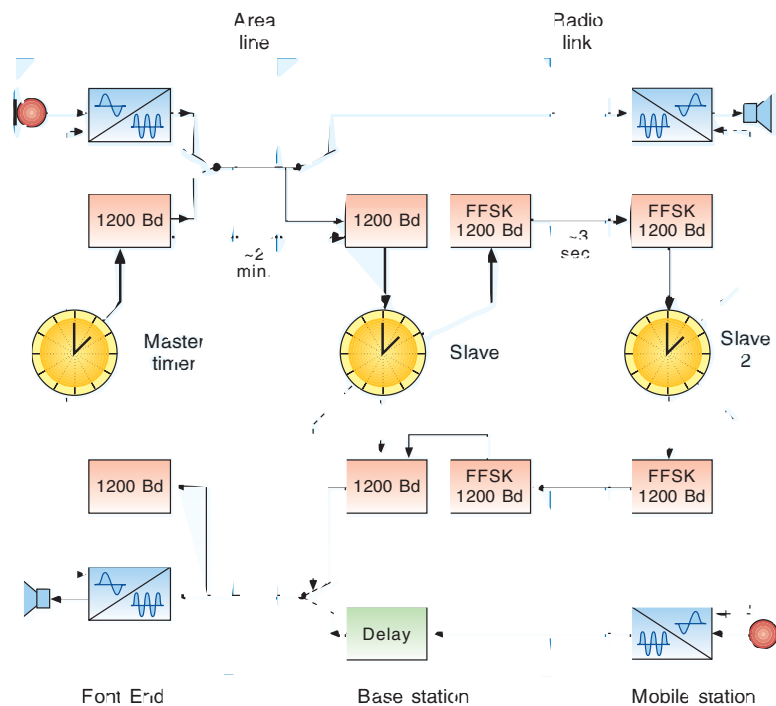 Area
line
Radio
link
1200 Bd
1200 Bd
FFSK
1200 Bd
FFSK
1200 Bd
~2
min.
~3
sec
Master
timer
Slave
Slave
2
1200 Bd
1200 Bd
FFSK
1200 Bd
FFSK
1200 Bd
Delay
Font End
Base station
Mobile station